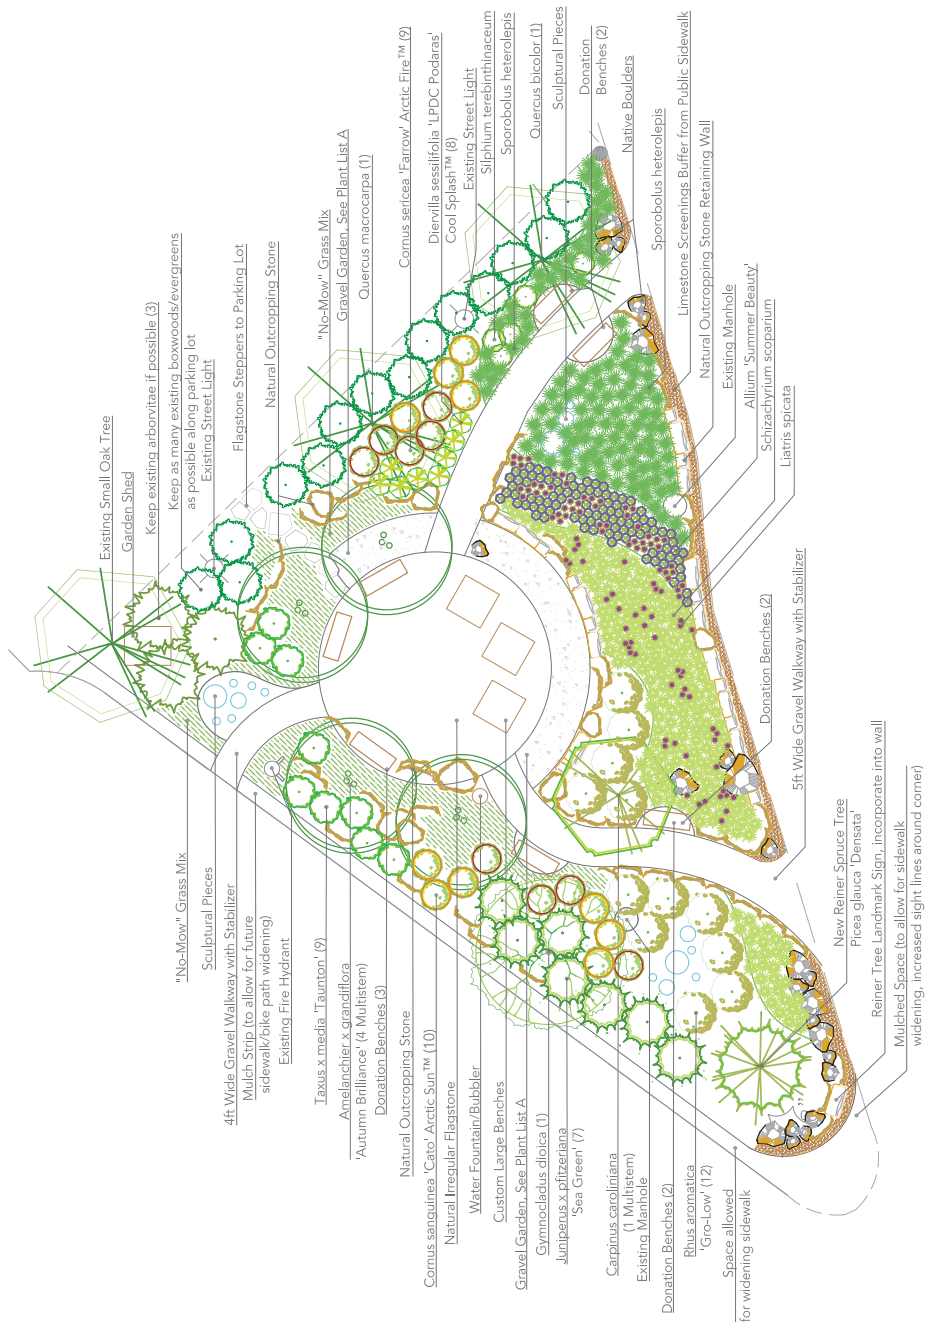 Existing Small Oak Tree
Garden Shed
Keep existing arborvitae if possible (3)
Keep as many existing boxwoods/evergreens
as possible along parking lot
Existing Street Light
Flagstone Steppers to Parking Lot
Natural Outcropping Stone
"No-Mow" Grass Mix
Gravel Garden, See Plant List A
Quercus macrocarpa (1)
Cornus sericea 'Farrow' Arctic Fire™ (9)
Diervilla sessilifolia 'LPDC Podaras'
Cool Splash™ (8)
Existing Street Light
Silphium terebinthinaceum
Sporobolus heterolepis
Quercus bicolor (1)
Sculptural Pieces
Donation
Benches (2)
Native Boulders
Sporobolus heterolepis
Limestone Screenings Buffer from Public Sidewalk
Natural Outcropping Stone Retaining Wall
Existing Manhole
Allium 'Summer Beauty'
Schizachyrium scoparium
Liatris spicata
Donation Benches (2)
5ft Wide Gravel Walkway with Stabilizer
"No-Mow" Grass Mix
Sculptural Pieces
4ft Wide Gravel Walkway with Stabilizer
Mulch Strip (to allow for future
sidewalk/bike path widening)
Existing Fire Hydrant
Taxus x media 'Taunton' (9)
Amelanchier x grandiflora
'Autumn Brilliance' (4 Multistem)
Donation Benches (3)
Natural Outcropping Stone
Cornus sanguinea 'Cato' Arctic Sun™ (10)
Natural Irregular Flagstone
Water Fountain/Bubbler
Custom Large Benches
Gravel Garden, See Plant List A
Gymnocladus dioica (1)
Juniperus x pfitzeriana
'Sea Green' (7)
Carpinus caroliniana
(1 Multistem)
Existing Manhole
Donation Benches (2)
Rhus aromatica
'Gro-Low' (12)
Space allowed
for widening sidewalk
New Reiner Spruce Tree
Picea glauca 'Densata'
Reiner Tree Landmark Sign, incorporate into wall
Mulched Space (to allow for sidewalk
widening, increased sight lines around corner)